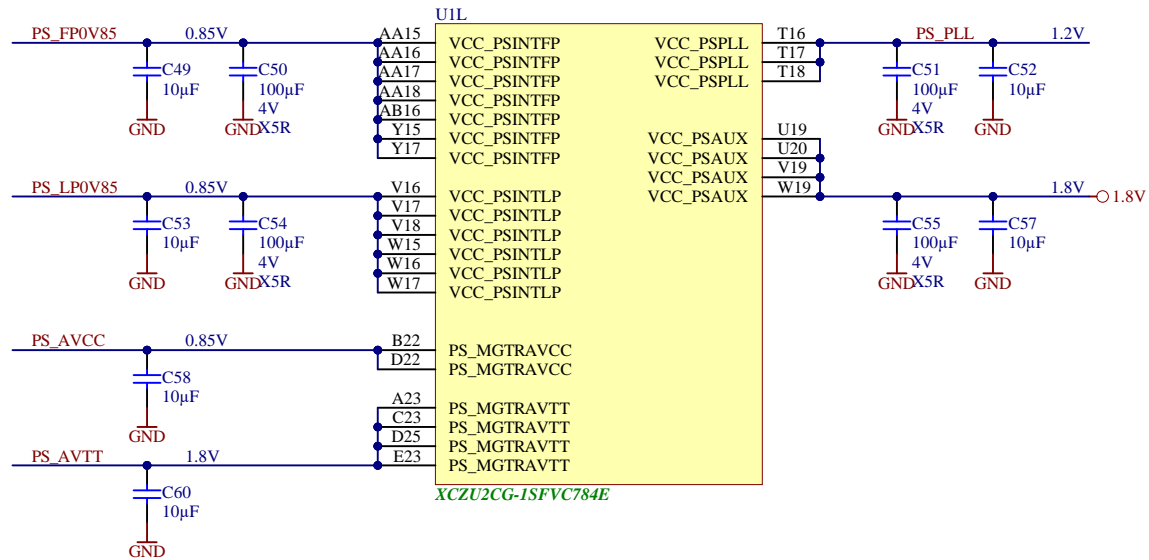 U1L
PS_FP0V85 0.85V
C49
10µF
GND
C50
100µF
4V
X5R
GND
AA15 VCC_PSINTFP
AA16 VCC_PSINTFP
AA17 VCC_PSINTFP
AA18 VCC_PSINTFP
AB16 VCC_PSINTFP
Y15 VCC_PSINTFP
Y17 VCC_PSINTFP
VCC_PSPLL T16
VCC_PSPLL T17
VCC_PSPLL T18
PS_PLL 1.2V
C51
100µF
4V
X5R
GND
C52
10µF
GND
PS_LP0V85 0.85V
C53
10µF
GND
C54
100µF
4V
X5R
GND
V16 VCC_PSINTLP
V17 VCC_PSINTLP
V18 VCC_PSINTLP
W15 VCC_PSINTLP
W16 VCC_PSINTLP
W17 VCC_PSINTLP
VCC_PSAUX U19
VCC_PSAUX U20
VCC_PSAUX V19
VCC_PSAUX W19
1.8V 1.8V
C55
100µF
4V
X5R
GND
C57
10µF
GND
PS_AVCC 0.85V
C58
10µF
GND
B22 PS_MGTRAVCC
D22 PS_MGTRAVCC
A23 PS_MGTRAVTT
C23 PS_MGTRAVTT
D25 PS_MGTRAVTT
E23 PS_MGTRAVTT
PS_AVTT 1.8V
C60
10µF
GND
XCZU2CG-1SFVC784E